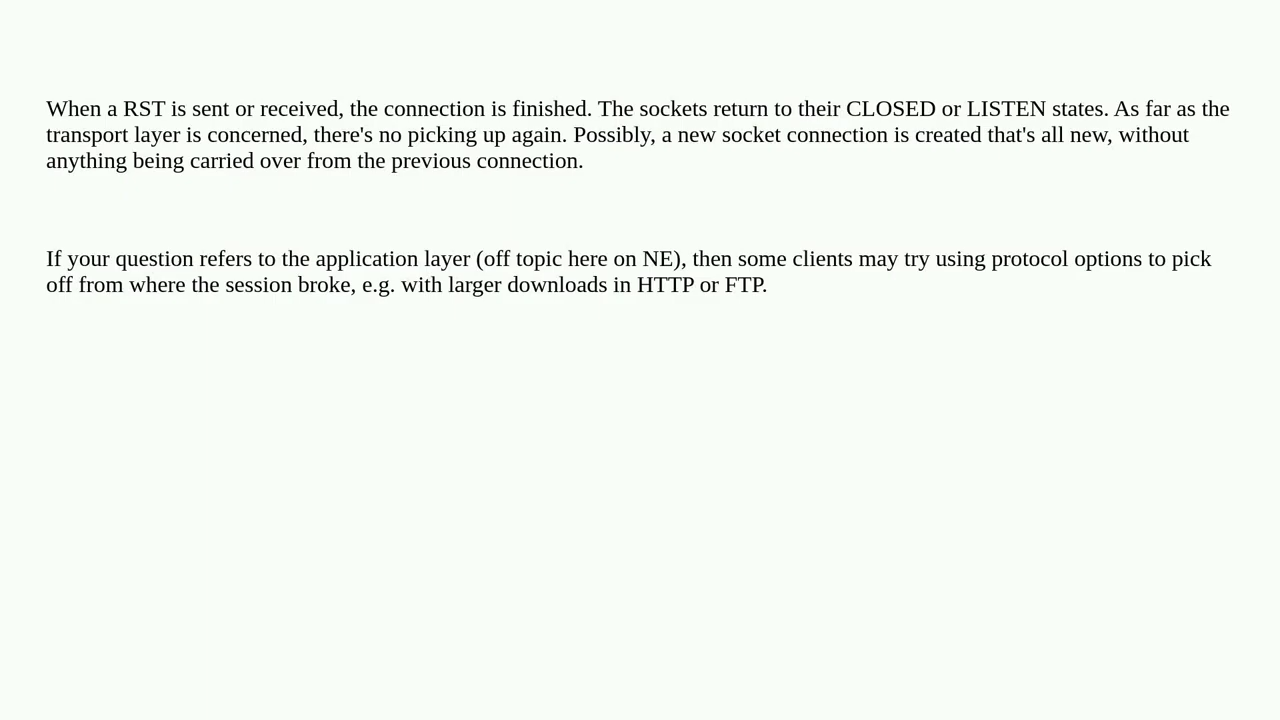 When a RST is sent or received, the connection is finished. The sockets return to their CLOSED or LISTEN states. As far as the
transport layer is concerned, there's no picking up again. Possibly, a new socket connection is created that's all new, without
anything being carried over from the previous connection.
If your question refers to the application layer (off topic here on NE), then some clients may try using protocol options to pick
off from where the session broke, e.g. with larger downloads in HTTP or FTP.